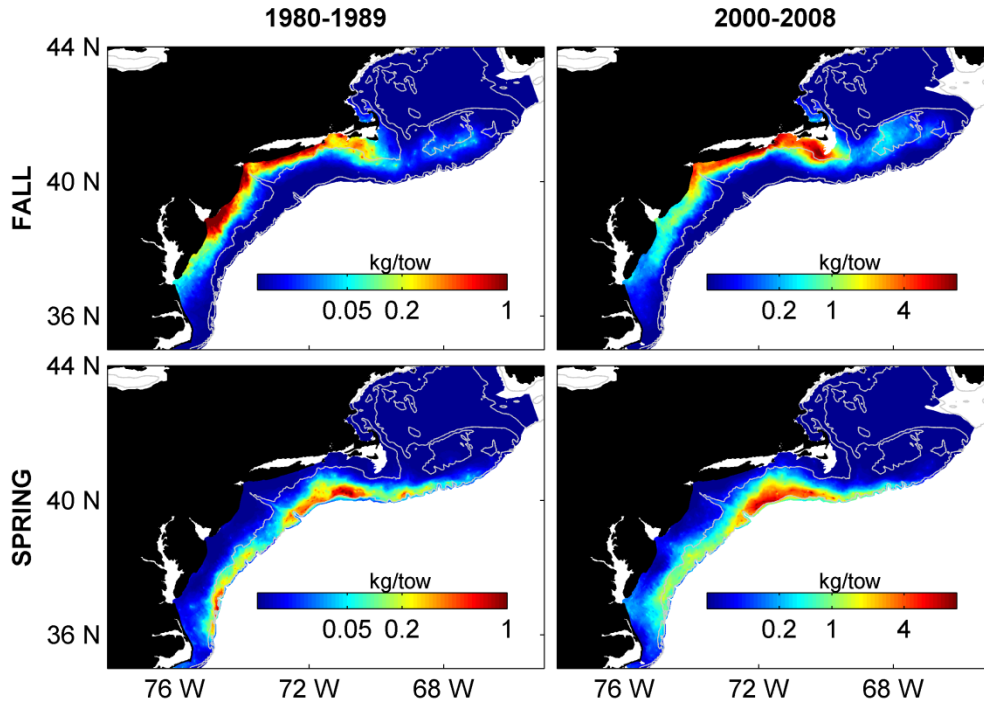 1980-1989 2000-2008
44 N
40 N
36 N
FALL
kg/tow
0.05 0.2 1
kg/tow
0.2 1 4
44 N
40 N
36 N
SPRING
kg/tow
0.05 0.2 1
kg/tow
0.2 1 4
76 W 72 W 68 W 76 W 72 W 68 W